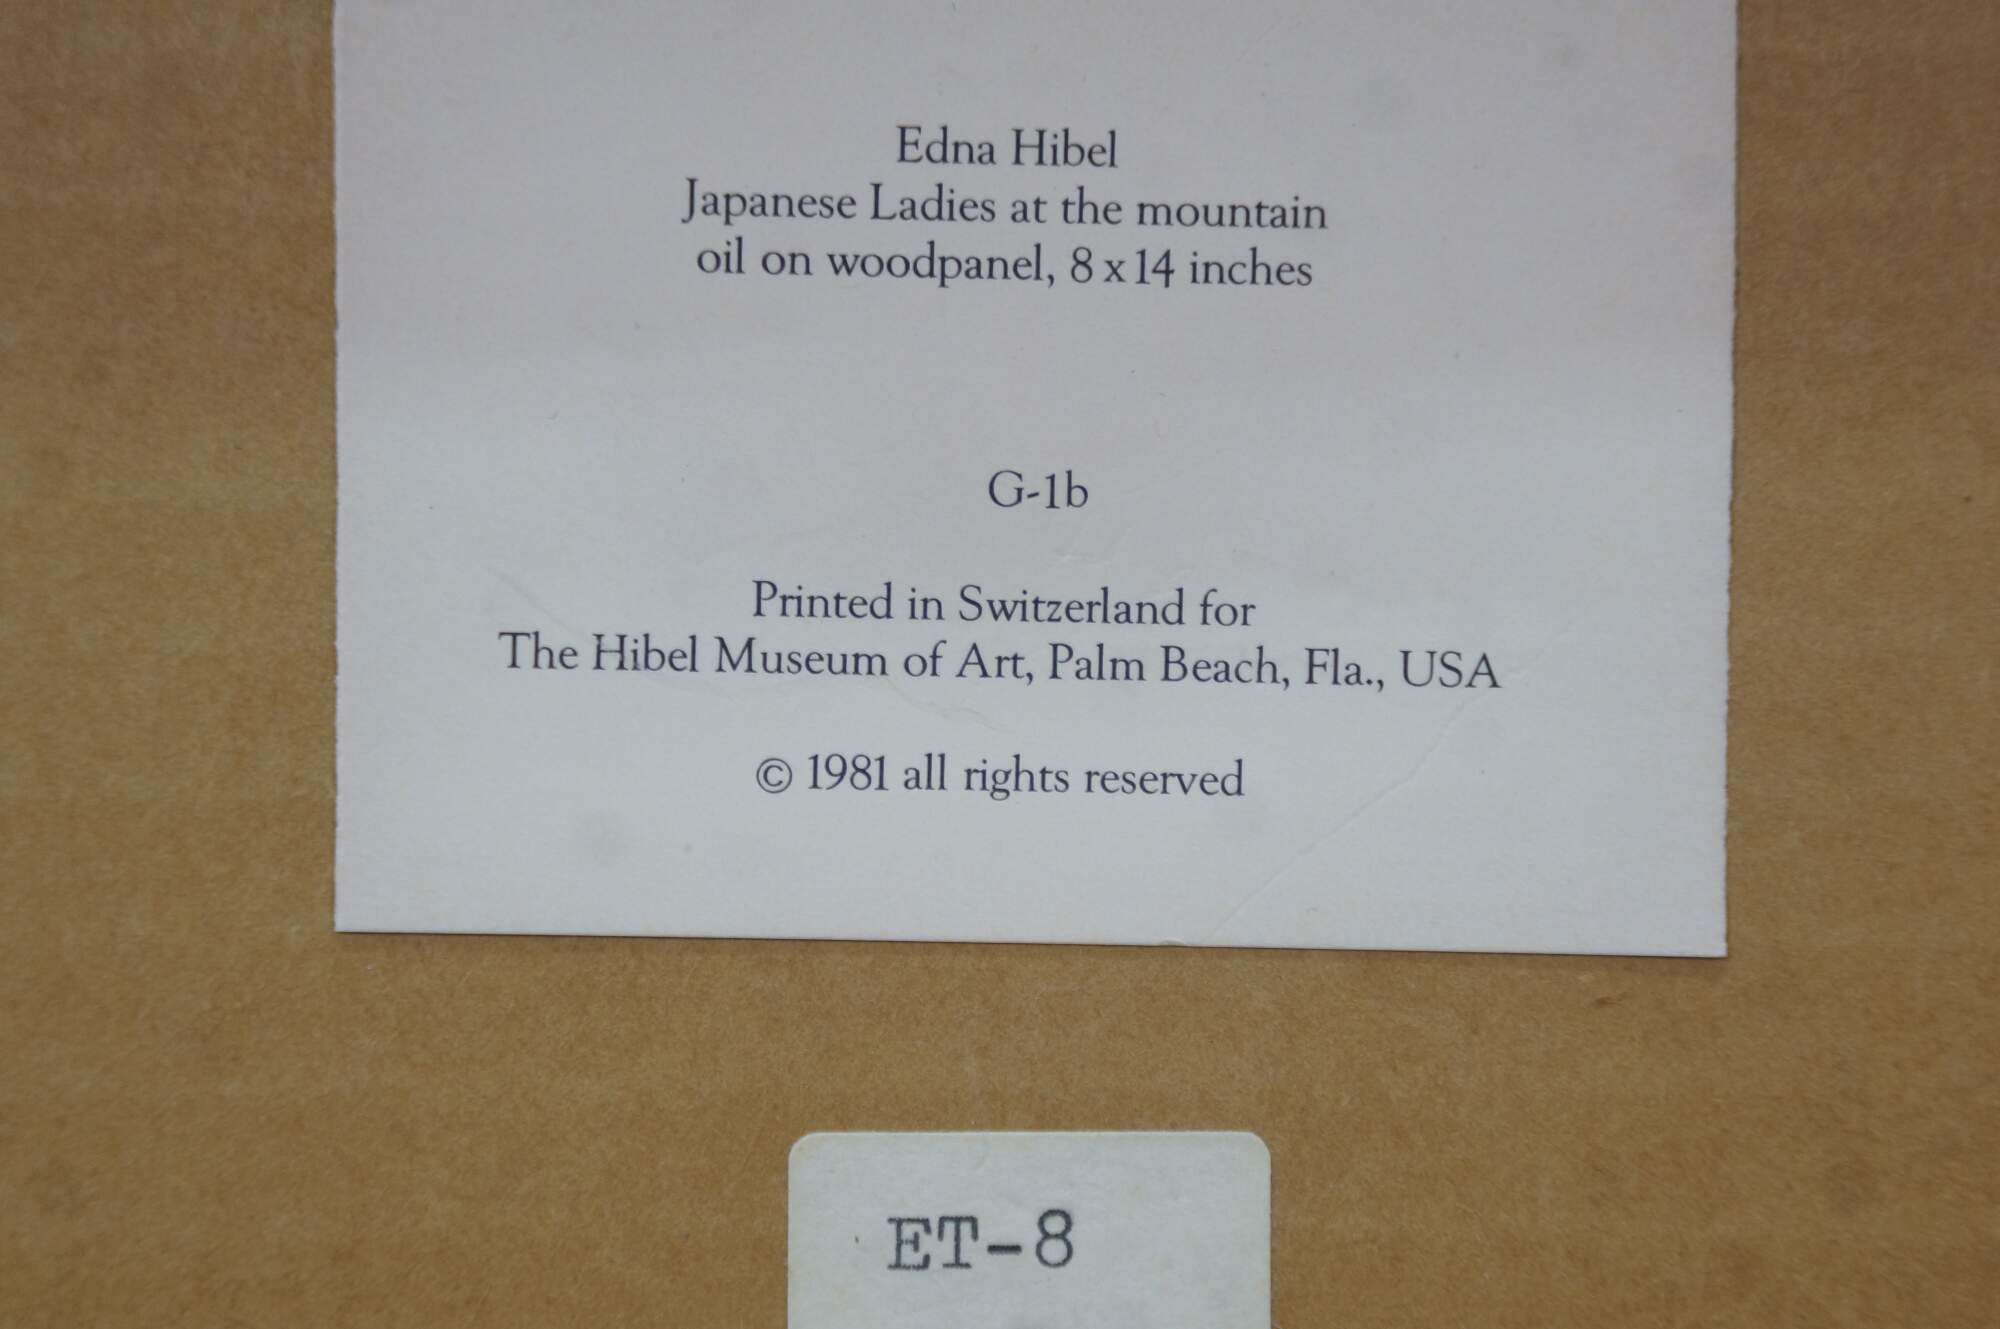 Edna Hibel
Japanese Ladies at the mountain
oil on woodpanel, 8 x 14 inches
G-1b
Printed in Switzerland for
The Hibel Museum of Art, Palm Beach, Fla., USA
© 1981 all rights reserved
ET-8